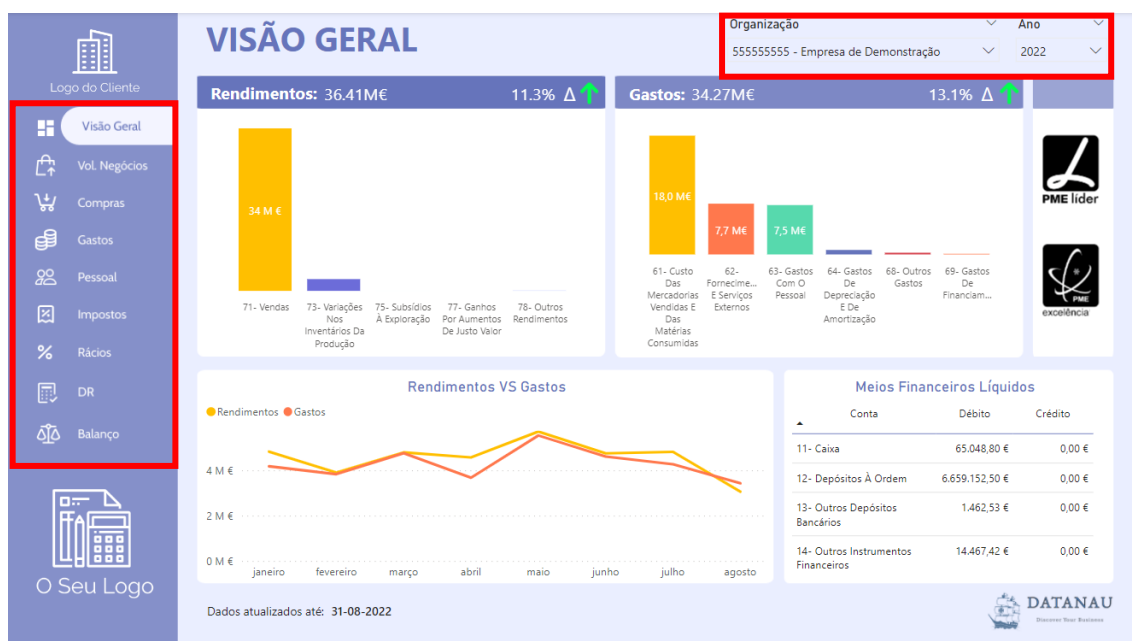 Logo do Cliente
Visão Geral
Vol. Negócios
Compras
Gastos
Pessoal
Impostos
Rácios
DR
Balanço
O Seu Logo
VISÃO GERAL
Organização
555555555 - Empresa de Demonstração
Ano
2022
Rendimentos: 36.41M€ 11.3% Δ
34 M €
71- Vendas
73- Variações
Nos
Inventários Da
Produção
75- Subsídios
À Exploração
77- Ganhos
Por Aumentos
De Justo Valor
78- Outros
Rendimentos
Gastos: 34.27M€ 13.1% Δ
18,0 M€
7,7 M€
7,5 M€
61- Custo
Das
Mercadorias
Vendidas E
Das
Matérias
Consumidas
62-
Fornecime...
E Serviços
Externos
63- Gastos
Com O
Pessoal
64- Gastos
De
Depreciação
E De
Amortização
68- Outros
Gastos
69- Gastos
De
Financiam...
PME líder
PME
excelência
Rendimentos VS Gastos
Rendimentos Gastos
4 M €
2 M €
0 M €
janeiro fevereiro março abril maio junho julho agosto
Meios Financeiros Líquidos
Conta Débito Crédito
11- Caixa 65.048,80 € 0,00 €
12- Depósitos À Ordem 6.659.152,50 € 0,00 €
13- Outros Depósitos
Bancários 1.462,53 € 0,00 €
14- Outros Instrumentos
Financeiros 14.467,42 € 0,00 €
Dados atualizados até: 31-08-2022
DATANAU
Discover Your Business